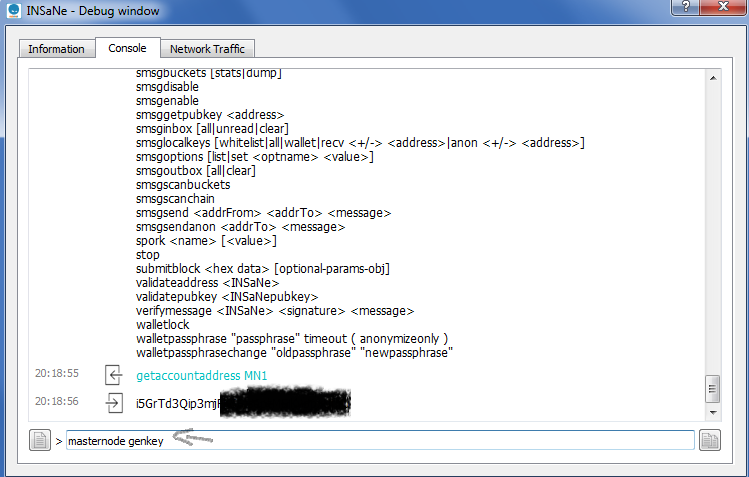 INSaNe - Debug window
Information Console Network Traffic
smsgbuckets [stats|dump]
smsgdisable
smsgenable
smsggetpubkey <address>
smsginbox [all|unread|clear]
smsglocalkeys [whitelist|all|wallet|recv <+/-> <address>|anon <+/-> <address>]
smsgoptions [list|set <optname> <value>]
smsgoutbox [all|clear]
smsgscanbuckets
smsgscanchain
smsgsend <addrFrom> <addrTo> <message>
smsgsendanon <addrTo> <message>
spork <name> [<value>]
stop
submitblock <hex data> [optional-params-obj]
validateaddress <INSaNe>
validatepubkey <INSaNepubkey>
verifymessage <INSaNe> <signature> <message>
walletlock
walletpassphrase "passphrase" timeout ( anonymizeonly )
walletpassphrasechange "oldpassphrase" "newpassphrase"
20:18:55 getaccountaddress MN1
20:18:56 i5GrTd3Qip3mj
> masternode genkey